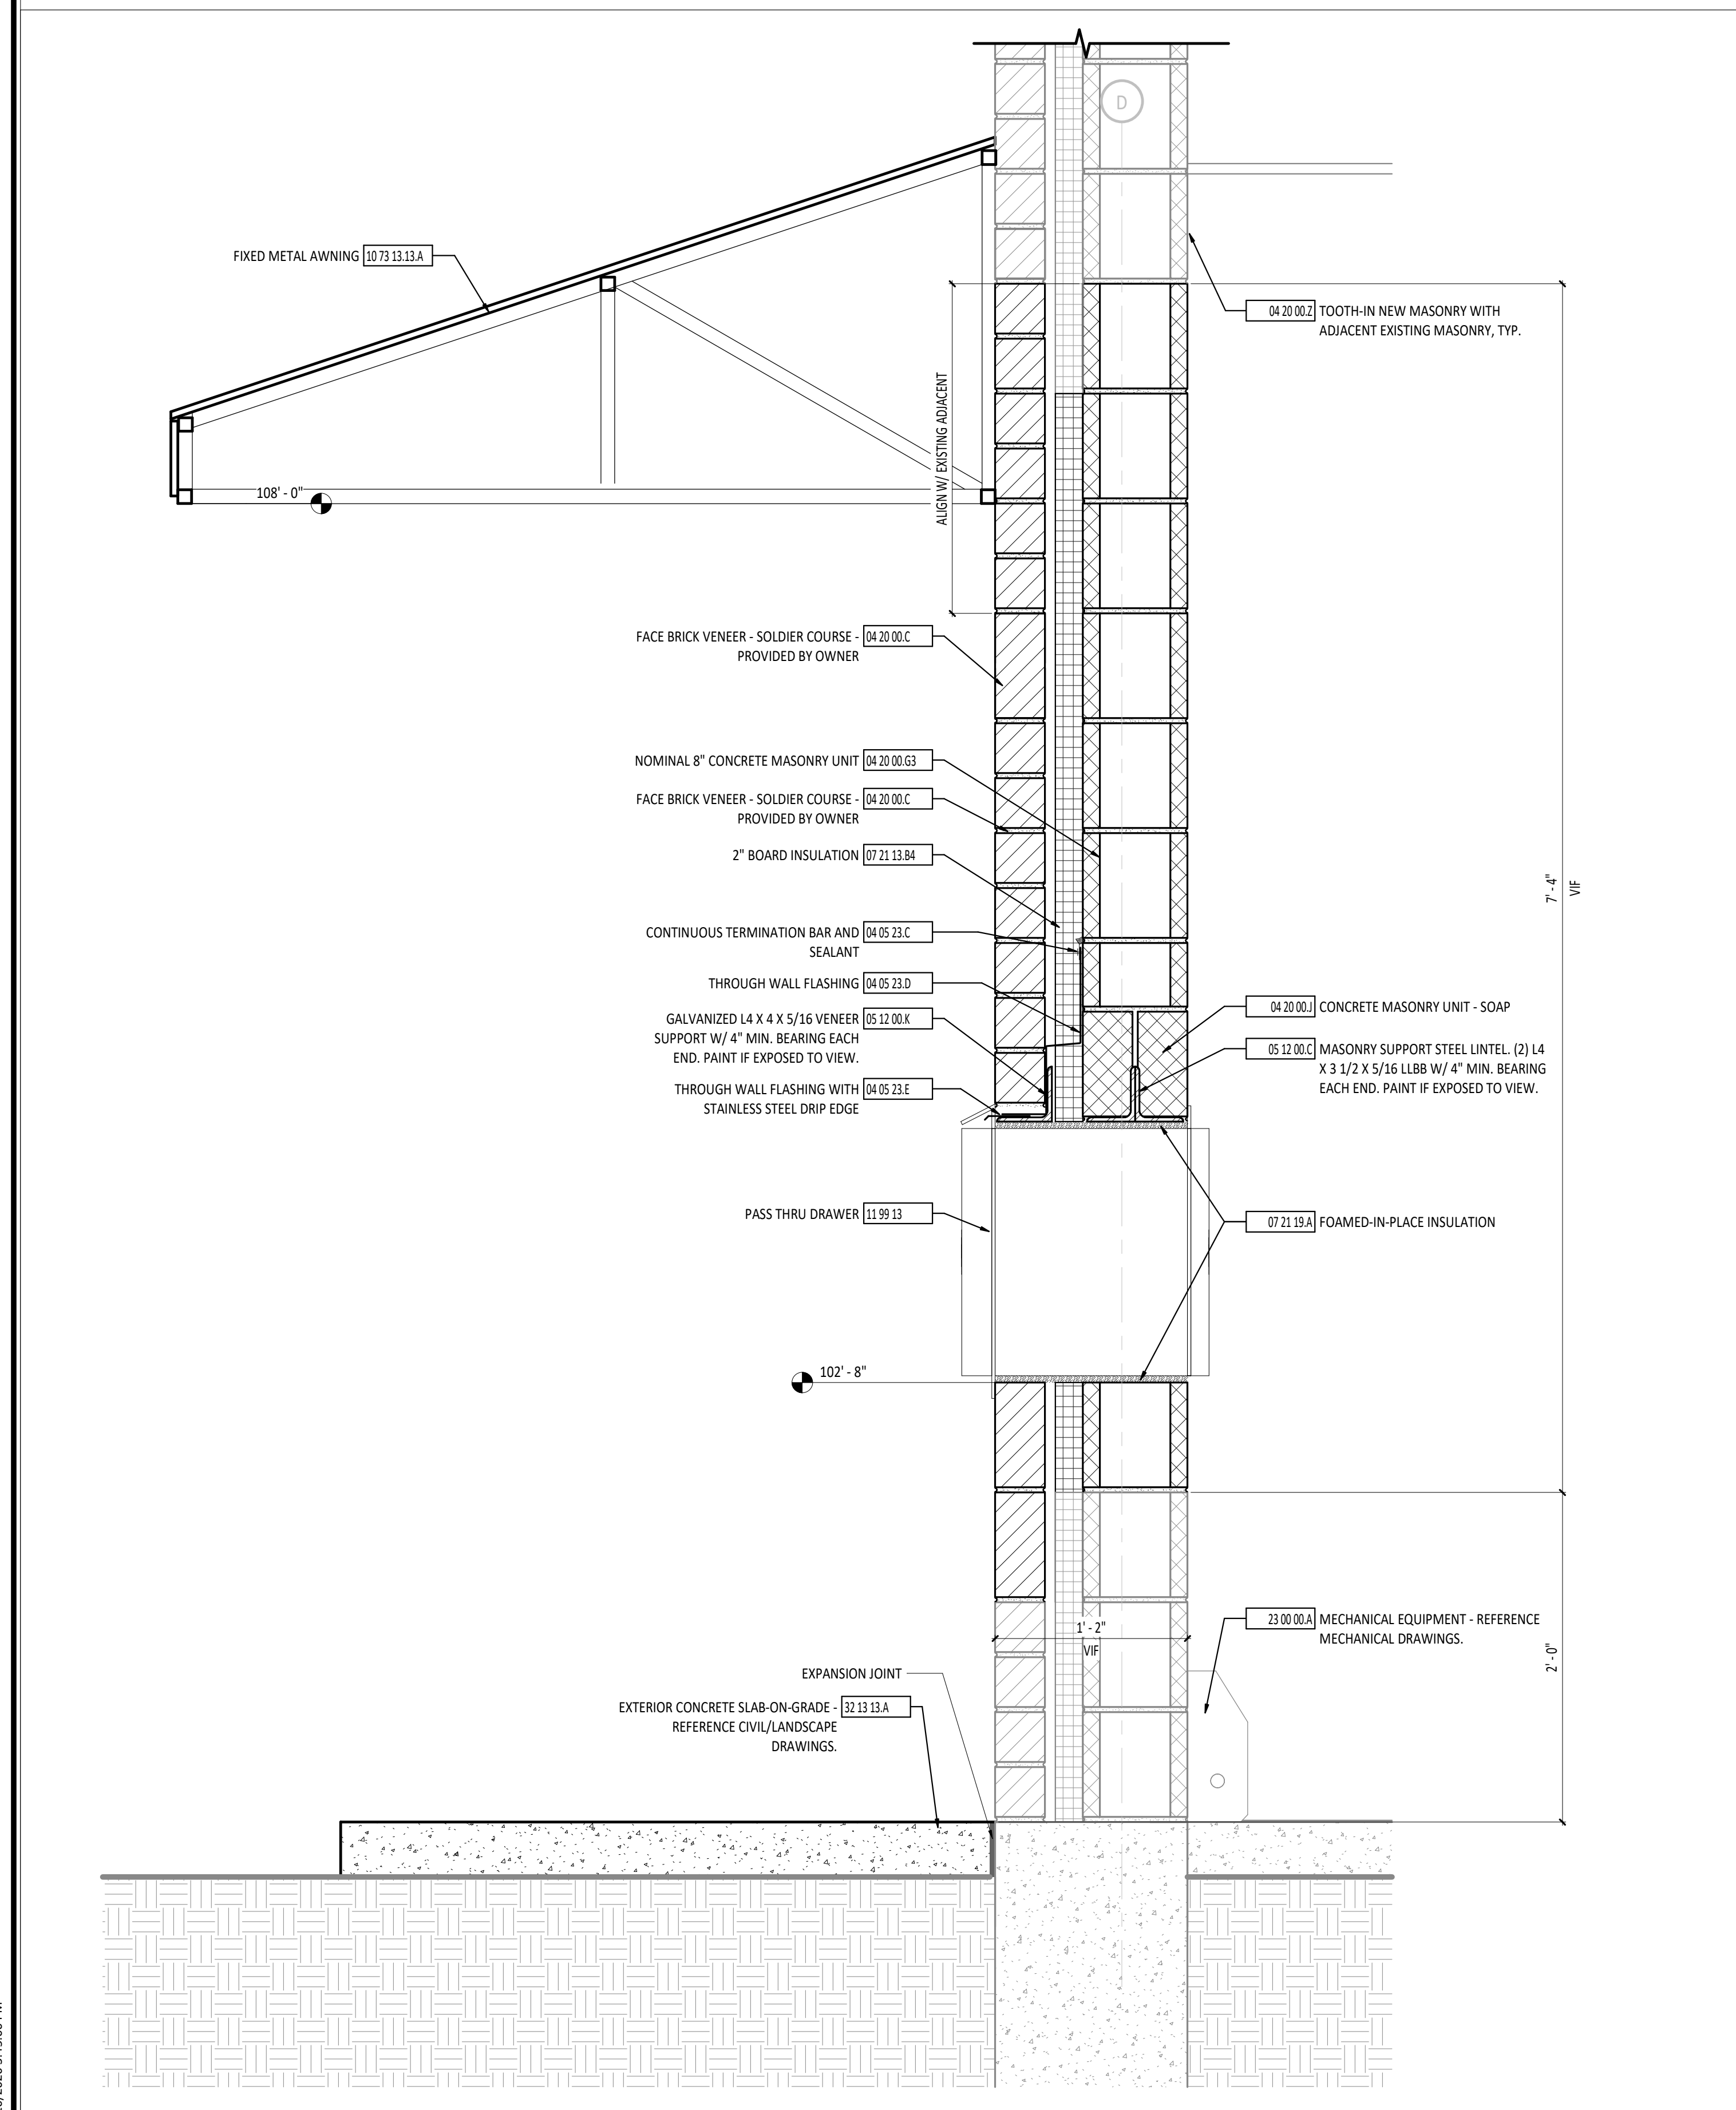 D
FIXED METAL AWNING 10 73 13.13.A
04 20 00.Z TOOTH-IN NEW MASONRY WITH
ADJACENT EXISTING MASONRY, TYP.
ALIGN W/ EXISTING ADJACENT
108' - 0"
FACE BRICK VENEER - SOLDIER COURSE - 04 20 00.C
PROVIDED BY OWNER
NOMINAL 8" CONCRETE MASONRY UNIT 04 20 00.G3
FACE BRICK VENEER - SOLDIER COURSE - 04 20 00.C
PROVIDED BY OWNER
2" BOARD INSULATION 07 21 13.B4
7' - 4"
VIF
CONTINUOUS TERMINATION BAR AND 04 05 23.C
SEALANT
THROUGH WALL FLASHING 04 05 23.D
GALVANIZED L4 X 4 X 5/16 VENEER 05 12 00.K
SUPPORT W/ 4" MIN. BEARING EACH
END. PAINT IF EXPOSED TO VIEW.
THROUGH WALL FLASHING WITH 04 05 23.E
STAINLESS STEEL DRIP EDGE
04 20 00.J CONCRETE MASONRY UNIT - SOAP
05 12 00.C MASONRY SUPPORT STEEL LINTEL. (2) L4
X 3 1/2 X 5/16 LLBB W/ 4" MIN. BEARING
EACH END. PAINT IF EXPOSED TO VIEW.
PASS THRU DRAWER 11 99 13
07 21 19.A FOAMED-IN-PLACE INSULATION
102' - 8"
1' - 2"
VIF
23 00 00.A MECHANICAL EQUIPMENT - REFERENCE
MECHANICAL DRAWINGS.
2' - 0"
EXPANSION JOINT
EXTERIOR CONCRETE SLAB-ON-GRADE - 32 13 13.A
REFERENCE CIVIL/LANDSCAPE
DRAWINGS.